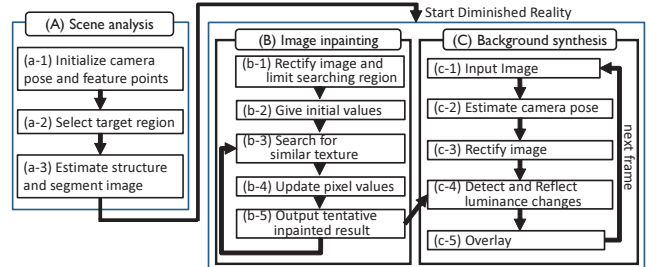 (A) Scene analysis
(a-1) Initialize camera
pose and feature points
(a-2) Select target region
(a-3) Estimate structure
and segment image
Start Diminished Reality
(B) Image inpainting
(b-1) Rectify image and
limit searching region
(b-2) Give initial values
(b-3) Search for
similar texture
(b-4) Update pixel values
(b-5) Output tentative
inpainted result
(C) Background synthesis
(c-1) Input Image
(c-2) Estimate camera pose
(c-3) Rectify image
(c-4) Detect and Reflect
luminance changes
(c-5) Overlay
next frame